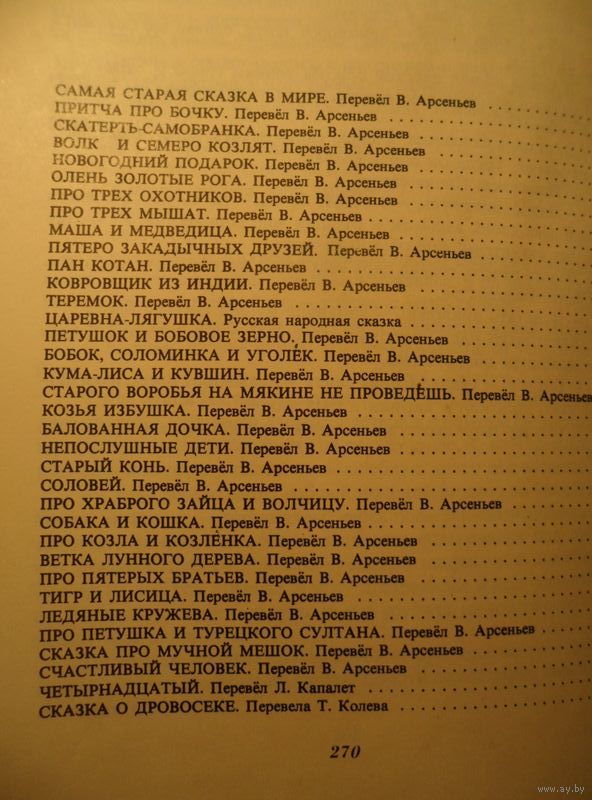 САМАЯ СТАРАЯ СКАЗКА В МИРЕ. Перевёл В. Арсеньев
ПРИТЧА ПРО БОЧКУ. Перевёл В. Арсеньев
СКАТЕРТЬ-САМОБРАНКА. Перевёл В. Арсеньев
ВОЛК И СЕМЕРО КОЗЛЯТ. Перевёл В. Арсеньев
НОВОГОДНИЙ ПОДАРОК. Перевёл В. Арсеньев
ОЛЕНЬ ЗОЛОТЫЕ РОГА. Перевёл В. Арсеньев
ПРО ТРЕХ ОХОТНИКОВ. Перевёл В. Арсеньев
ПРО ТРЕХ МЫШАТ. Перевёл В. Арсеньев
МАША И МЕДВЕДИЦА. Перевёл В. Арсеньев
ПЯТЕРО ЗАКАДЫЧНЫХ ДРУЗЕЙ. Перевёл В. Арсеньев
ПАН КОТАН. Перевёл В. Арсеньев
КОВРОВЩИК ИЗ ИНДИИ. Перевёл В. Арсеньев
ТЕРЕМОК. Перевёл В. Арсеньев
ЦАРЕВНА-ЛЯГУШКА. Русская народная сказка
ПЕТУШОК И БОБОВОЕ ЗЕРНО. Перевёл В. Арсеньев
БОБОК, СОЛОМИНКА И УГОЛЁК. Перевёл В. Арсеньев
КУМА-ЛИСА И КУВШИН. Перевёл В. Арсеньев
СТАРОГО ВОРОБЬЯ НА МЯКИНЕ НЕ ПРОВЕДЁШЬ. Перевёл В. Арсеньев
КОЗЬЯ ИЗБУШКА. Перевёл В. Арсеньев
БАЛОВАННАЯ ДОЧКА. Перевёл В. Арсеньев
НЕПОСЛУШНЫЕ ДЕТИ. Перевёл В. Арсеньев
СТАРЫЙ КОНЬ. Перевёл В. Арсеньев
СОЛОВЕЙ. Перевёл В. Арсеньев
ПРО ХРАБРОГО ЗАЙЦА И ВОЛЧИЦУ. Перевёл В. Арсеньев
СОБАКА И КОШКА. Перевёл В. Арсеньев
ПРО КОЗЛА И КОЗЛЁНКА. Перевёл В. Арсеньев
ВЕТКА ЛУННОГО ДЕРЕВА. Перевёл В. Арсеньев
ПРО ПЯТЕРЫХ БРАТЬЕВ. Перевёл В. Арсеньев
ТИГР И ЛИСИЦА. Перевёл В. Арсеньев
ЛЕДЯНЫЕ КРУЖЕВА. Перевёл В. Арсеньев
ПРО ПЕТУШКА И ТУРЕЦКОГО СУЛТАНА. Перевёл В. Арсеньев
СКАЗКА ПРО МУЧНОЙ МЕШОК. Перевёл В. Арсеньев
СЧАСТЛИВЫЙ ЧЕЛОВЕК. Перевёл В. Арсеньев
ЧЕТЫРНАДЦАТЫЙ. Перевёл Л. Капалет
СКАЗКА О ДРОВОСЕКЕ. Перевела Т. Колева
270
www.ay.by